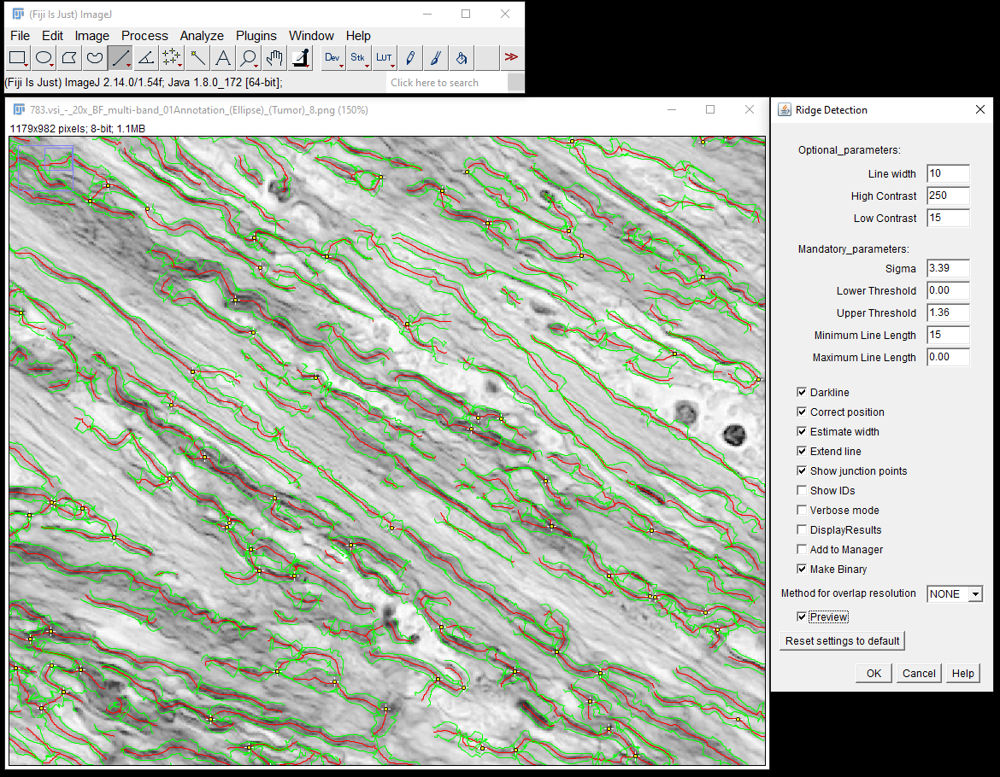 (Fiji Is Just) ImageJ
File Edit Image Process Analyze Plugins Window Help
Dev Stk LUT
(Fiji Is Just) ImageJ 2.14.0/1.54f; Java 1.8.0_172 [64-bit];
Click here to search
783.vsi_-_20x_BF_multi-band_01Annotation_(Ellipse)_(Tumor)_8.png (150%)
1179x982 pixels; 8-bit; 1.1MB
Ridge Detection
Optional_parameters:
Line width 10
High Contrast 250
Low Contrast 15
Mandatory_parameters:
Sigma 3.39
Lower Threshold 0.00
Upper Threshold 1.36
Minimum Line Length 15
Maximum Line Length 0.00
Darkline
Correct position
Estimate width
Extend line
Show junction points
Show IDs
Verbose mode
DisplayResults
Add to Manager
Make Binary
Method for overlap resolution NONE
Preview
Reset settings to default
OK Cancel Help